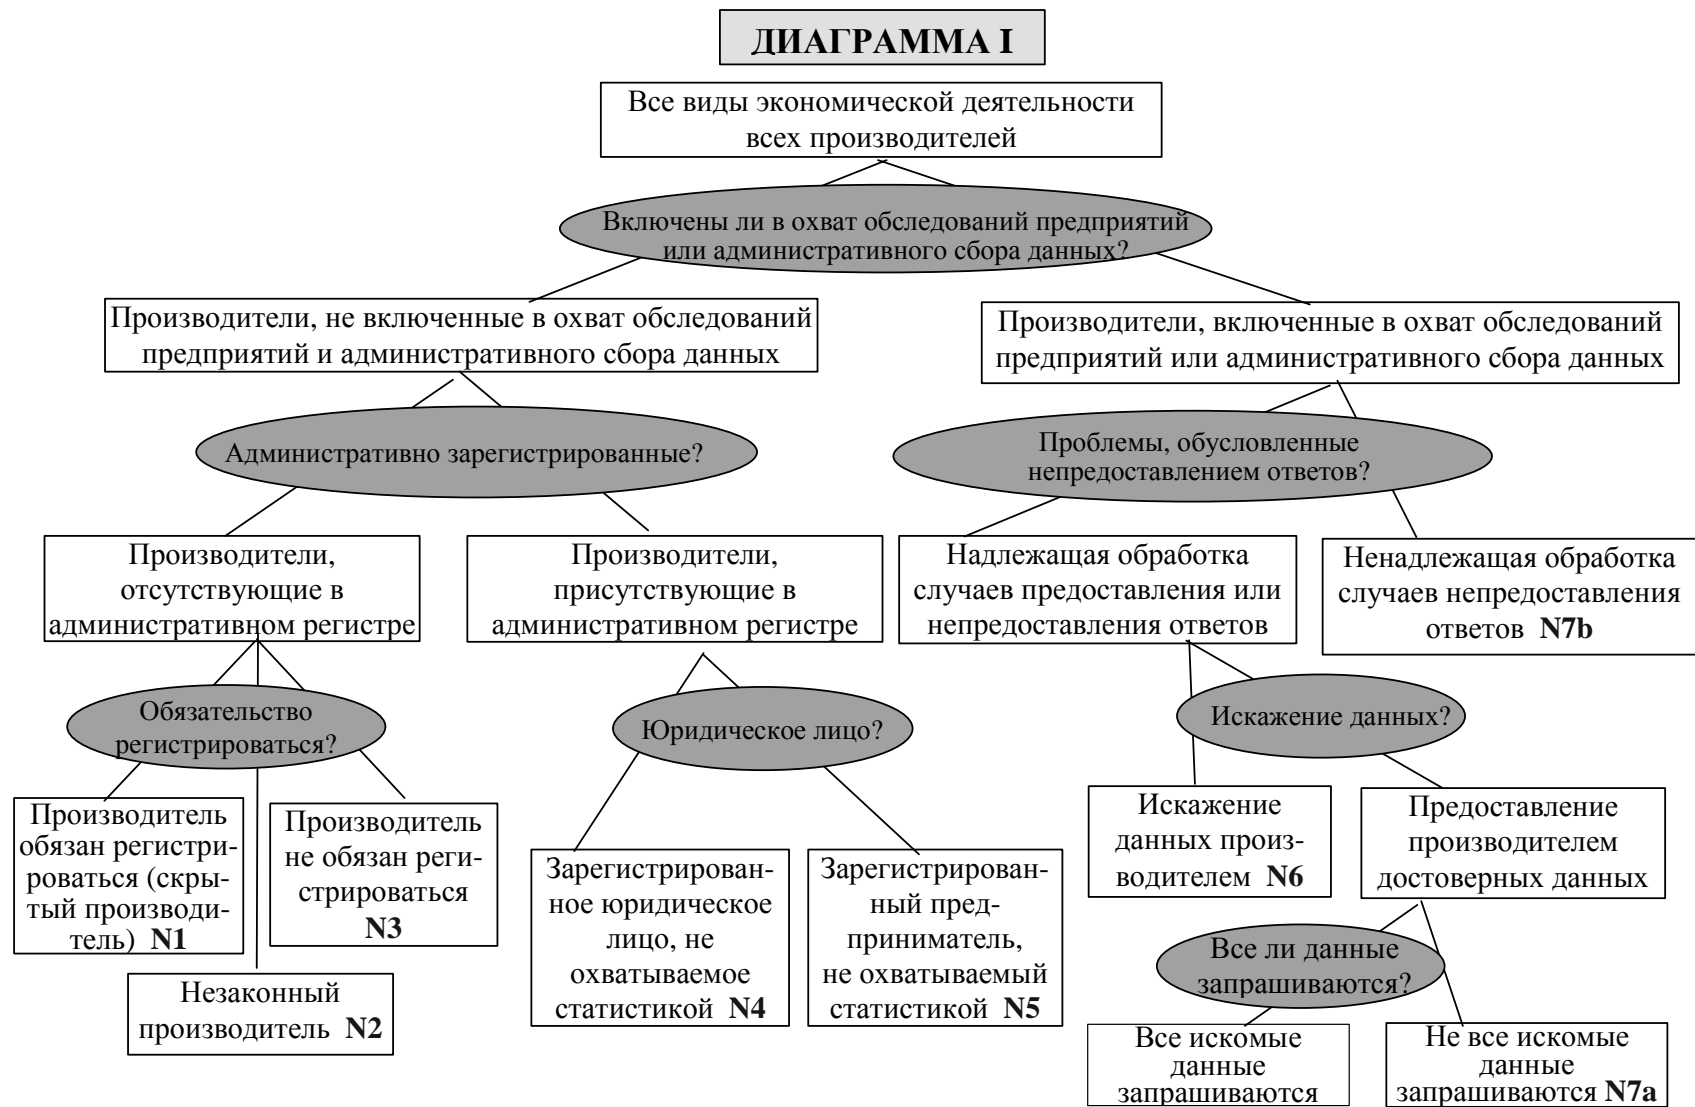 ДИАГРАММА I
Все виды экономической деятельности
всех производителей
Включены ли в охват обследований предприятий
или административного сбора данных?
Производители, не включенные в охват обследований
предприятий и административного сбора данных
Производители, включенные в охват обследований
предприятий или административного сбора данных
Административно зарегистрированные?
Проблемы, обусловленные
непредоставлением ответов?
Производители,
отсутствующие в
административном регистре
Производители,
присутствующие в
административном регистре
Надлежащая обработка
случаев предоставления или
непредоставления ответов
Ненадлежащая обработка
случаев непредоставления
ответов N7b
Обязательство
регистрироваться?
Юридическое лицо?
Искажение данных?
Производитель
обязан регистри-
роваться (скры-
тый производи-
тель) N1
Производитель
не обязан реги-
стрироваться
N3
Незаконный
производитель N2
Зарегистрирован-
ное юридическое
лицо, не
охватываемое
статистикой N4
Зарегистрирован-
ный пред-
приниматель,
не охватываемый
статистикой N5
Искажение
данных произ-
водителем N6
Предоставление
производителем
достоверных данных
Все ли данные
запрашиваются?
Все искомые
данные
запрашиваются
Не все искомые
данные
запрашиваются N7a